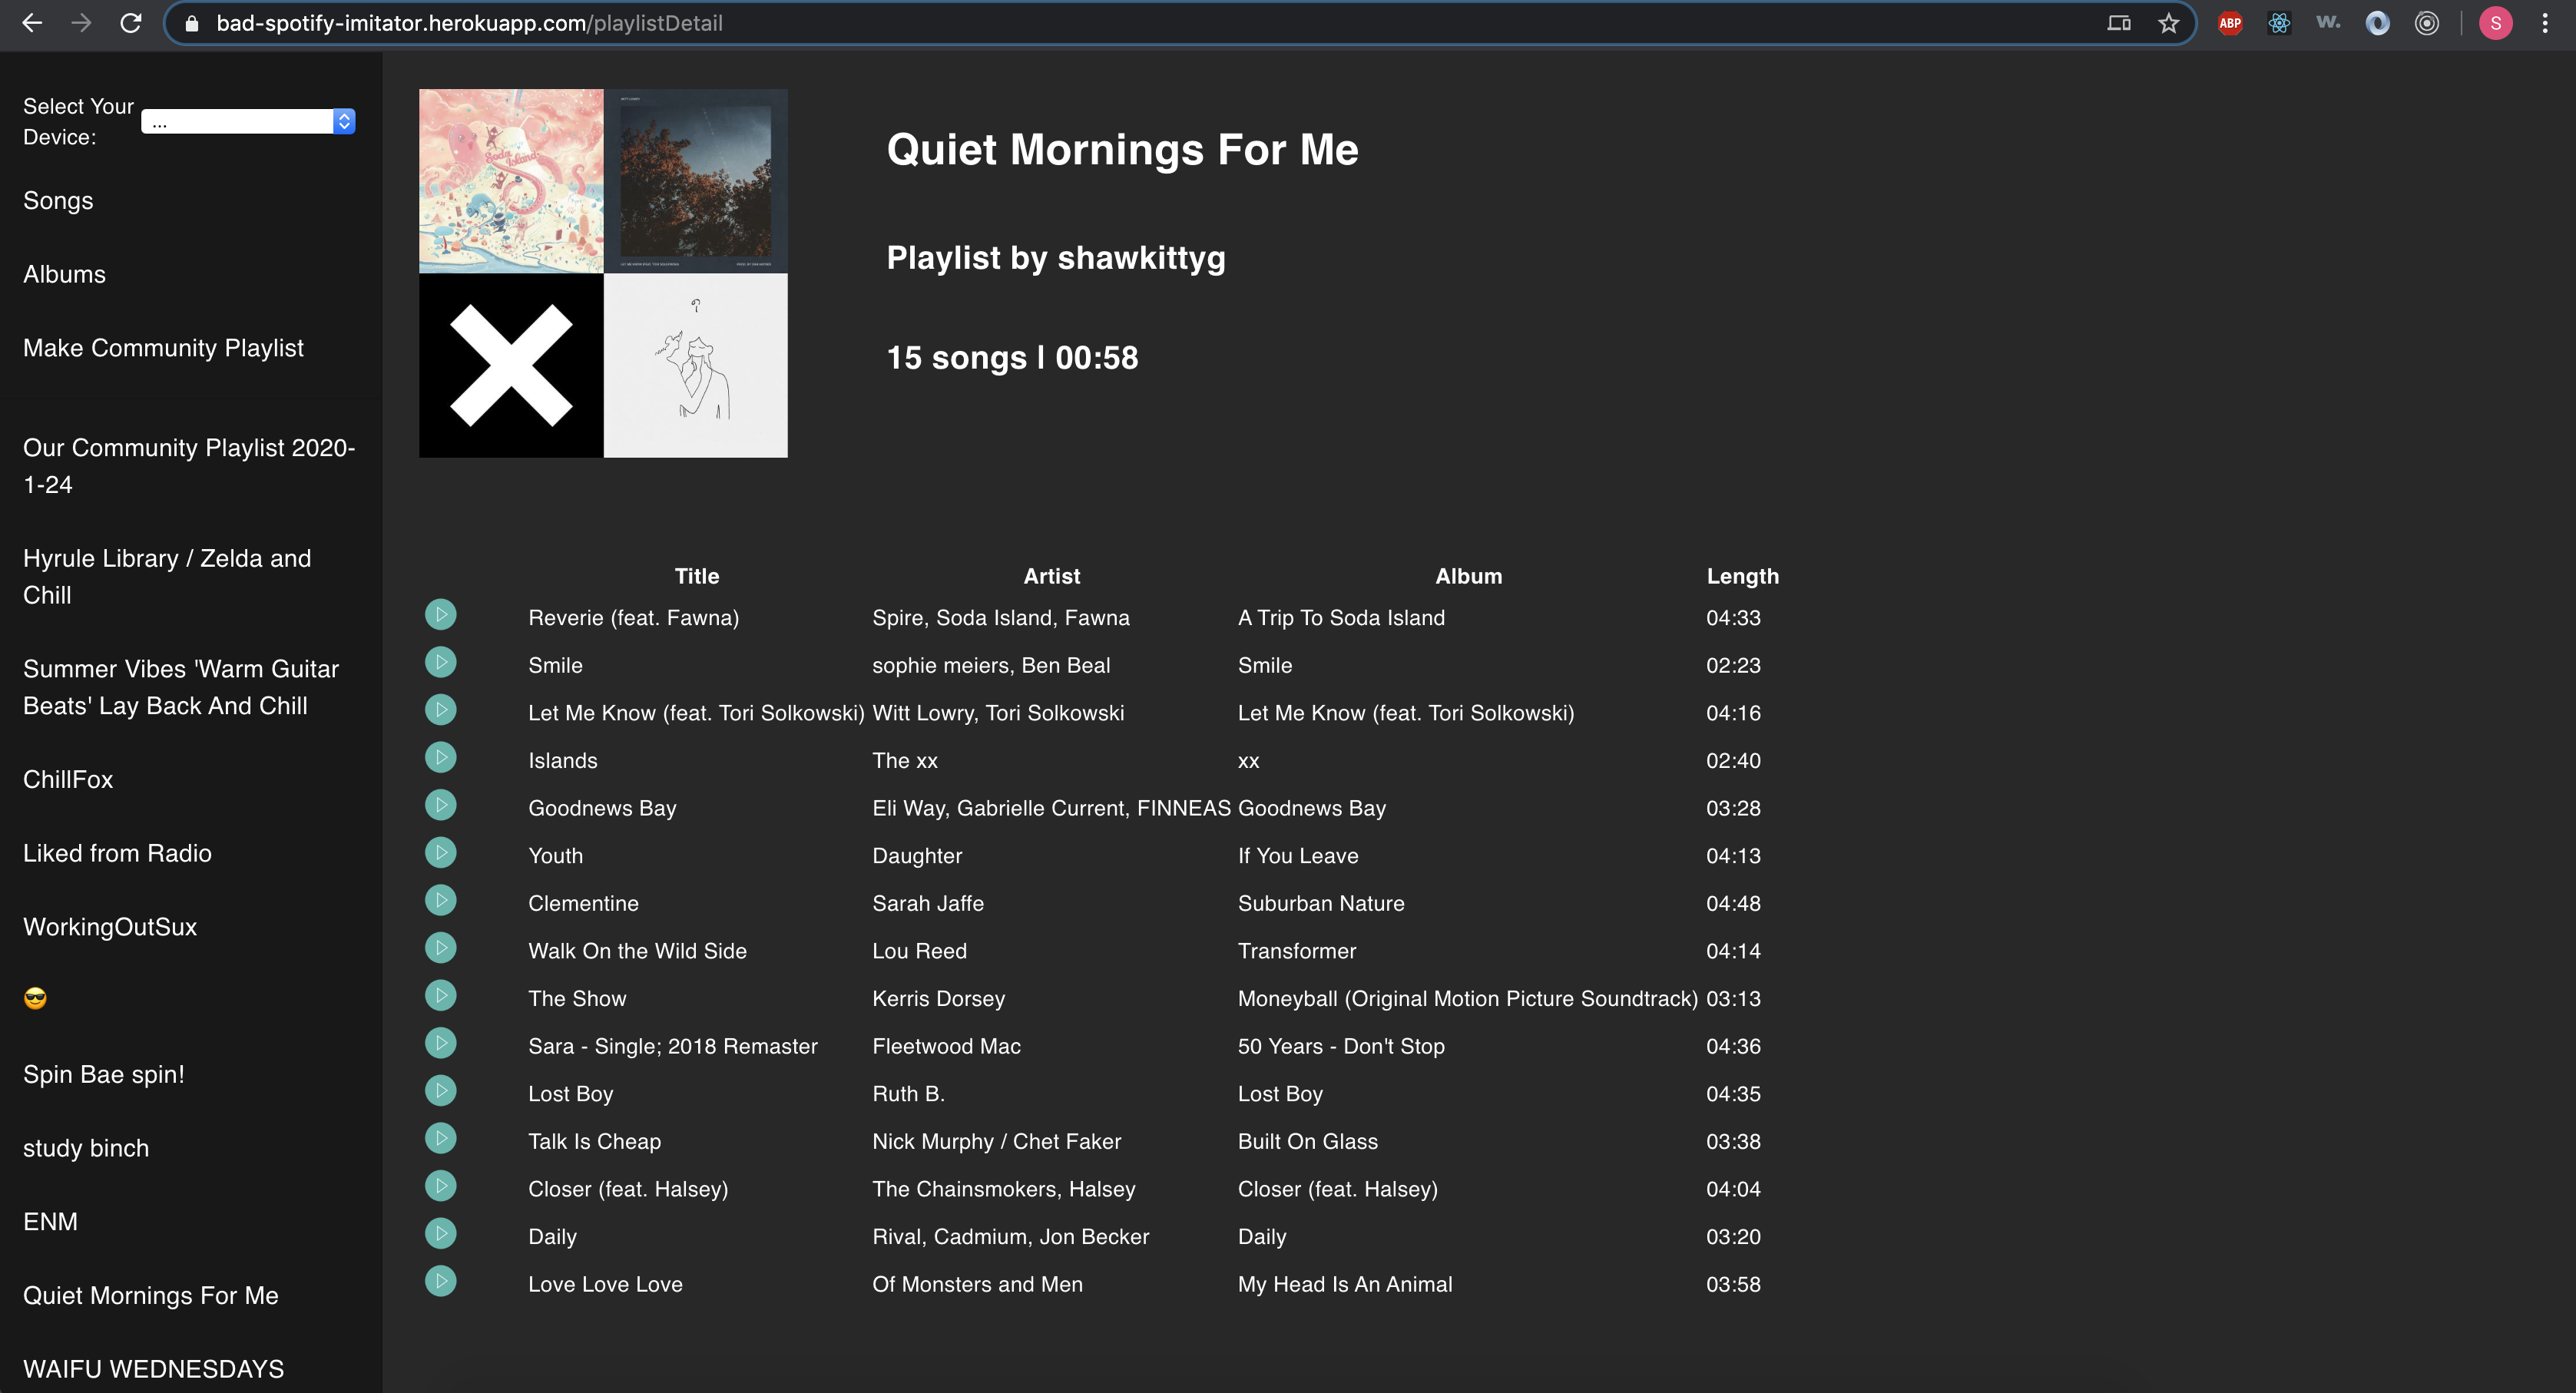 bad-spotify-imitator.herokuapp.com/playlistDetail
ABP
w.
S
Select Your
Device:
...
Songs
Albums
Make Community Playlist
Our Community Playlist 2020-
1-24
Hyrule Library / Zelda and
Chill
Summer Vibes 'Warm Guitar
Beats' Lay Back And Chill
ChillFox
Liked from Radio
WorkingOutSux
😎
Spin Bae spin!
study binch
ENM
Quiet Mornings For Me
WAIFU WEDNESDAYS
Soda
Island
Quiet Mornings For Me
Playlist by shawkittyg
15 songs | 00:58
Title Artist Album Length
Reverie (feat. Fawna) Spire, Soda Island, Fawna A Trip To Soda Island 04:33
Smile sophie meiers, Ben Beal Smile 02:23
Let Me Know (feat. Tori Solkowski) Witt Lowry, Tori Solkowski Let Me Know (feat. Tori Solkowski) 04:16
Islands The xx xx 02:40
Goodnews Bay Eli Way, Gabrielle Current, FINNEAS Goodnews Bay 03:28
Youth Daughter If You Leave 04:13
Clementine Sarah Jaffe Suburban Nature 04:48
Walk On the Wild Side Lou Reed Transformer 04:14
The Show Kerris Dorsey Moneyball (Original Motion Picture Soundtrack) 03:13
Sara - Single; 2018 Remaster Fleetwood Mac 50 Years - Don't Stop 04:36
Lost Boy Ruth B. Lost Boy 04:35
Talk Is Cheap Nick Murphy / Chet Faker Built On Glass 03:38
Closer (feat. Halsey) The Chainsmokers, Halsey Closer (feat. Halsey) 04:04
Daily Rival, Cadmium, Jon Becker Daily 03:20
Love Love Love Of Monsters and Men My Head Is An Animal 03:58